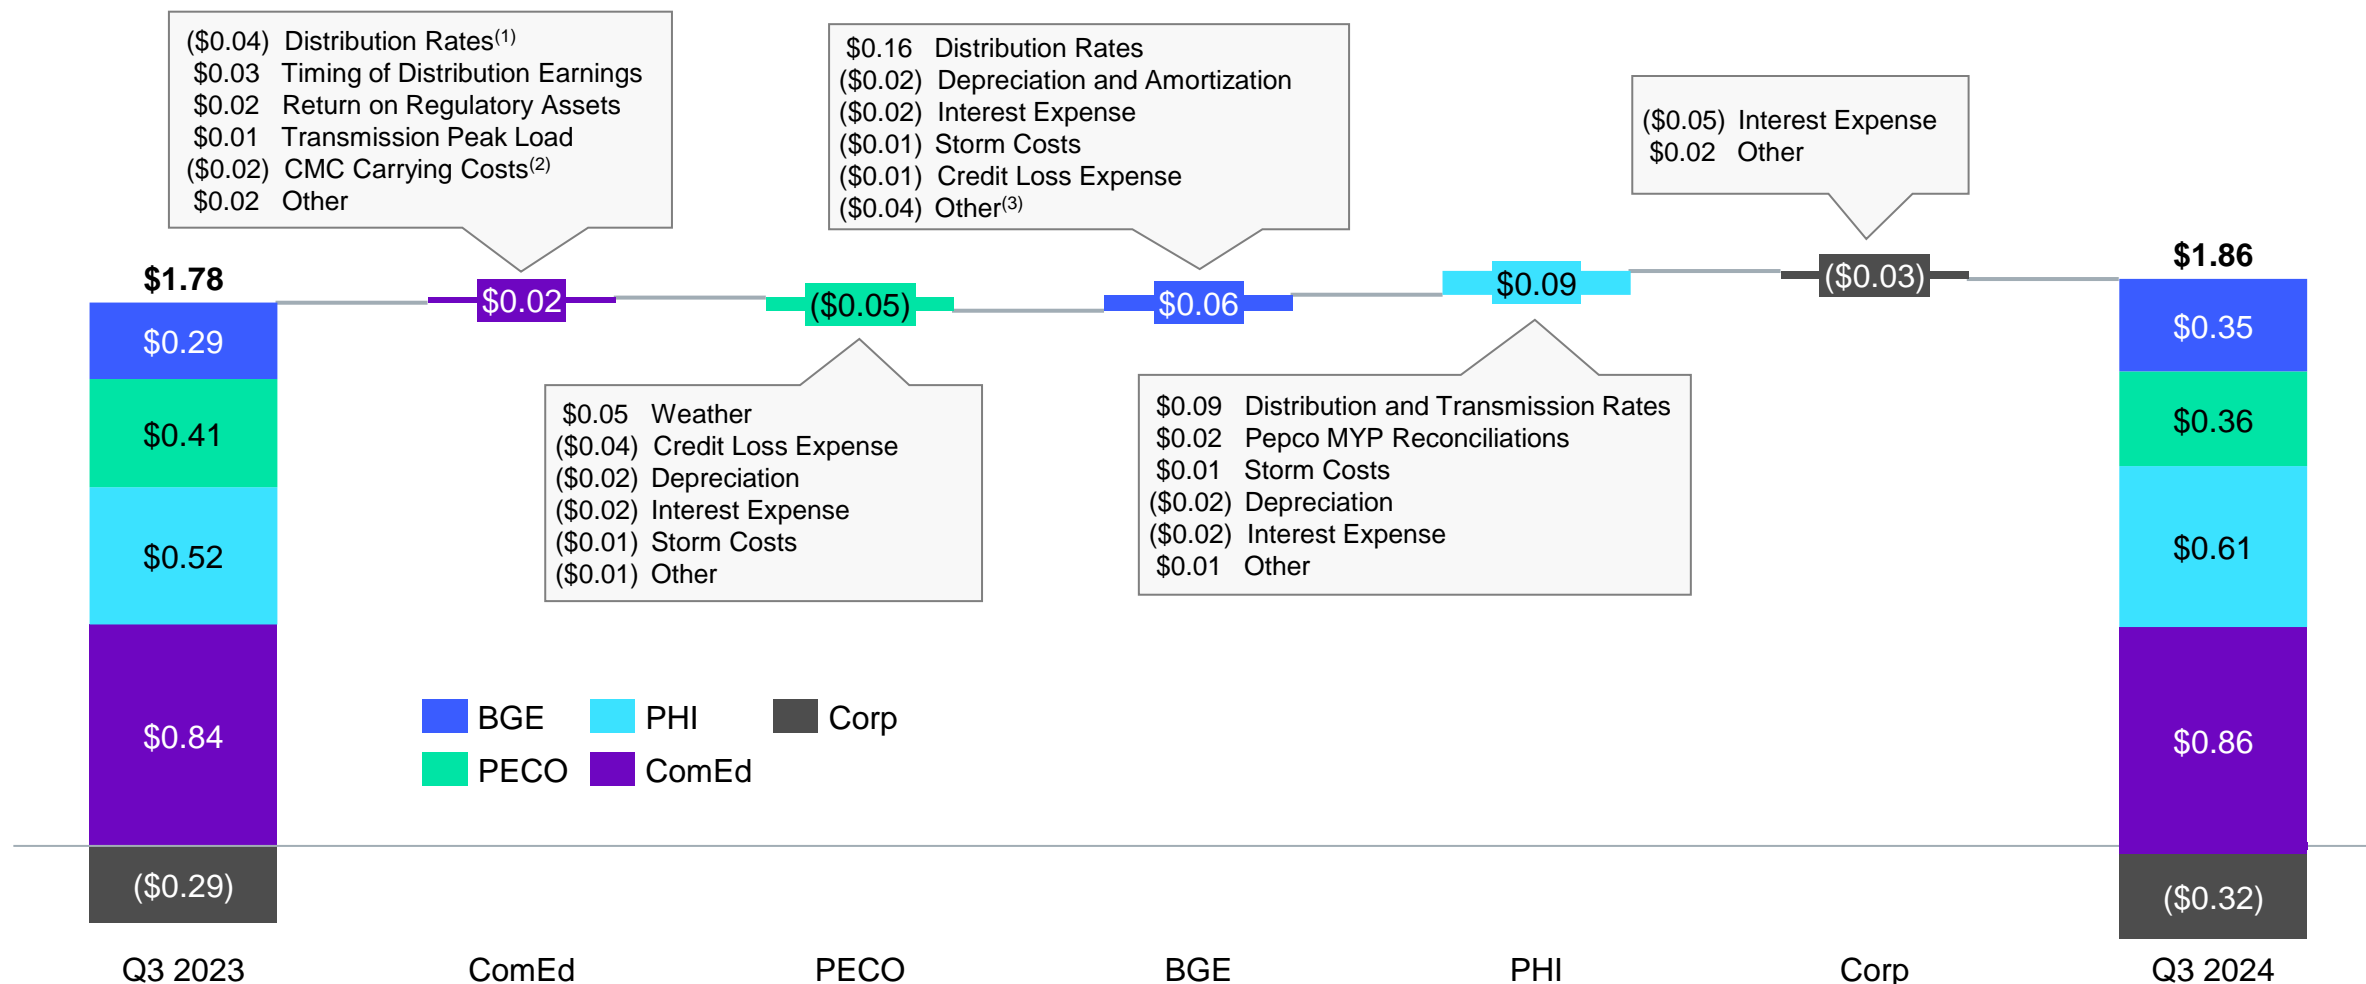 ($0.04) Distribution Rates(1)
$0.03 Timing of Distribution Earnings
$0.02 Return on Regulatory Assets
$0.01 Transmission Peak Load
($0.02) CMC Carrying Costs(2)
$0.02 Other
$0.16 Distribution Rates
($0.02) Depreciation and Amortization
($0.02) Interest Expense
($0.01) Storm Costs
($0.01) Credit Loss Expense
($0.04) Other(3)
($0.05) Interest Expense
$0.02 Other
$1.78
$0.29
$0.41
$0.52
$0.84
($0.29)
$0.02
($0.05)
$0.06
$0.09
($0.03)
$1.86
$0.35
$0.36
$0.61
$0.86
($0.32)
$0.05 Weather
($0.04) Credit Loss Expense
($0.02) Depreciation
($0.02) Interest Expense
($0.01) Storm Costs
($0.01) Other
$0.09 Distribution and Transmission Rates
$0.02 Pepco MYP Reconciliations
$0.01 Storm Costs
($0.02) Depreciation
($0.02) Interest Expense
$0.01 Other
BGE PHI Corp
PECO ComEd
Q3 2023 ComEd PECO BGE PHI Corp Q3 2024